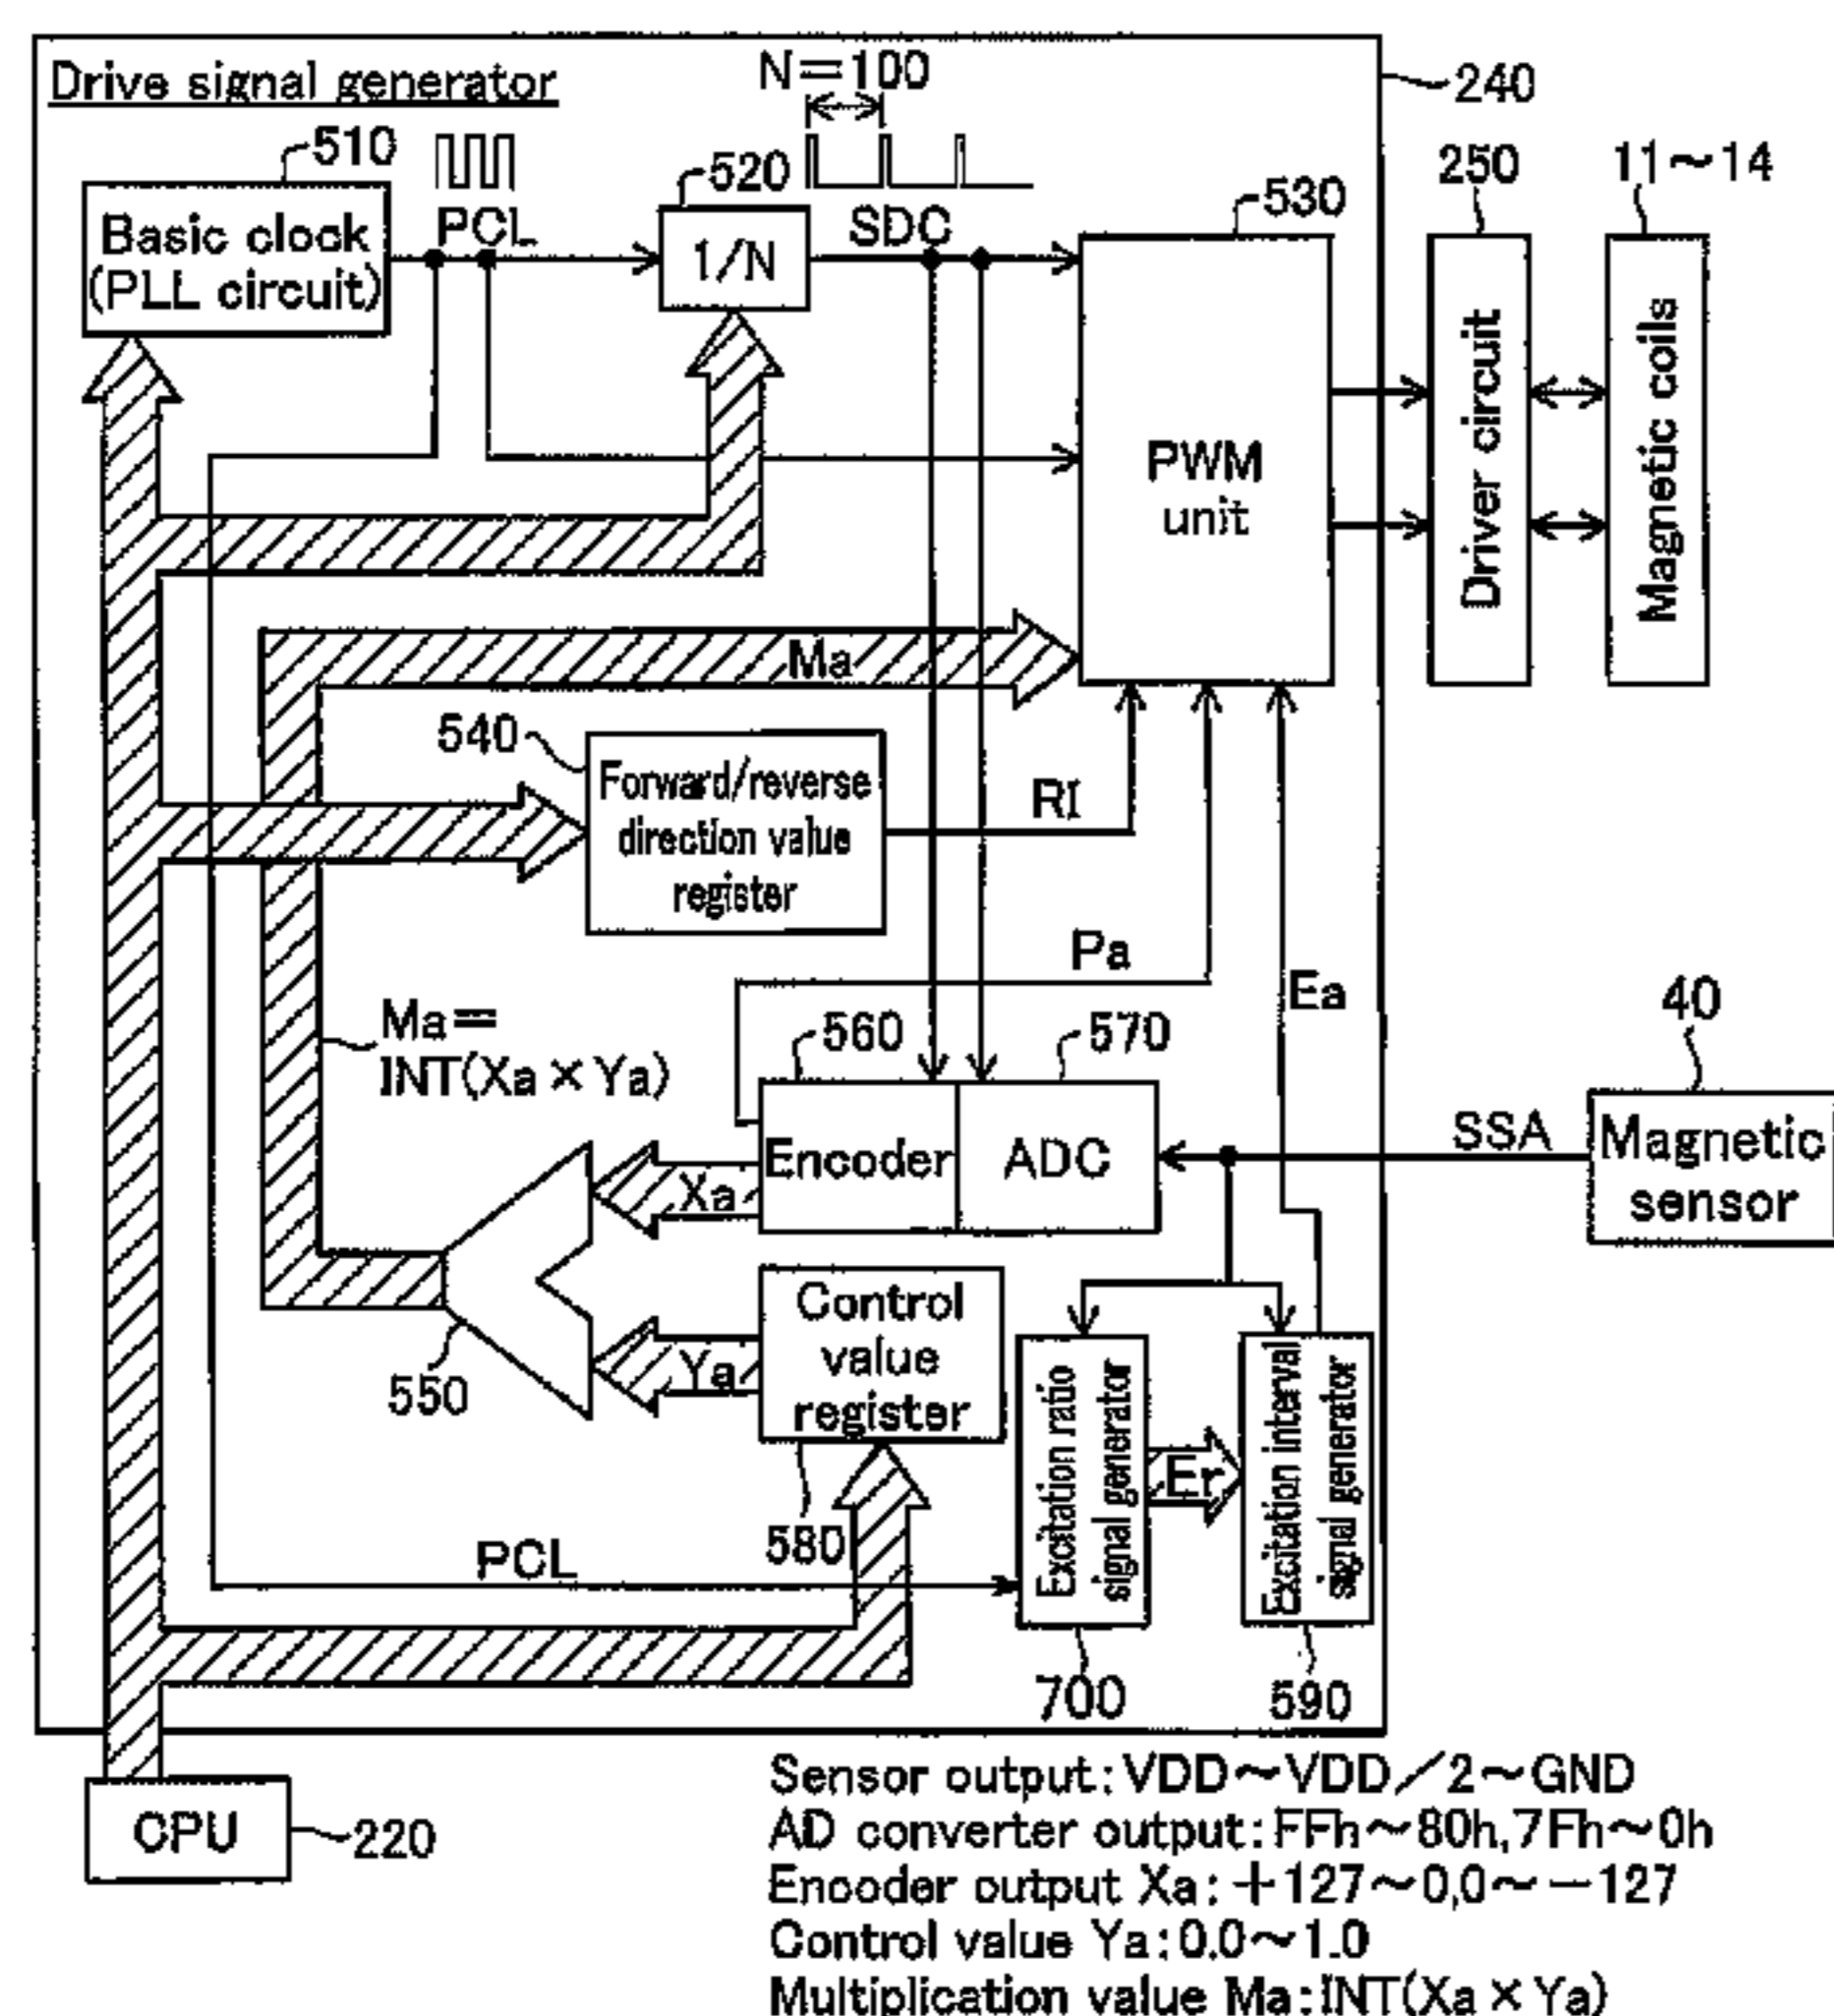 Drive signal generator
N=100
240
510
PCL
520
SDC
530
250
11~14
Basic clock
(PLL circuit)
1/N
PWM
unit
Driver circuit
Magnetic coils
Ma
540
Forward/reverse
direction value
register
RI
Pa
Ea
40
Ma=
INT(Xa×Ya)
560
570
SSA
Magnetic
sensor
Encoder
ADC
Xa
Control
value
register
Ya
550
580
Excitation ratio
signal generator
Er
Excitation interval
signal generator
PCL
700
590
CPU
220
Sensor output:VDD~VDD/2~GND
AD converter output:FFh~80h,7Fh~0h
Encoder output Xa:+127~0,0~-127
Control value Ya:0.0~1.0
Multiplication value Ma:INT(Xa×Ya)